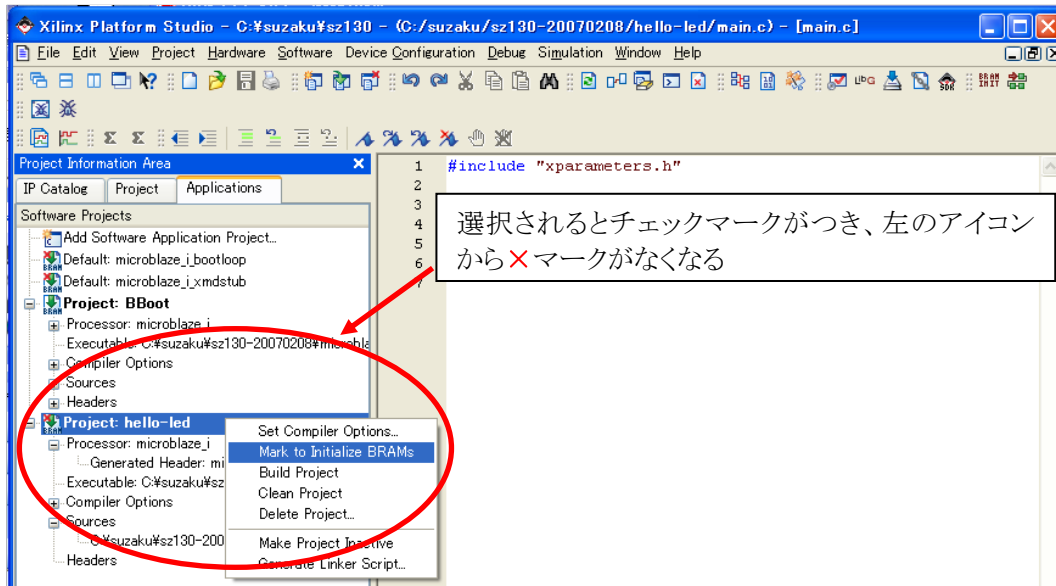 Xilinx Platform Studio - C:¥suzaku¥sz130 - (C:/suzaku/sz130-20070208/hello-led/main.c) - [main.c]
File Edit View Project Hardware Software Device Configuration Debug Simulation Window Help
Project Information Area
IP Catalog Project Applications
Software Projects
Add Software Application Project...
Default: microblaze_i_bootloop
Default: microblaze_i_xmdstub
Project: BBoot
Processor: microblaze_i
Executable: C:¥suzaku¥sz130-20070208¥microbla
Compiler Options
Sources
Headers
Project: hello-led
Processor: microblaze_i
Generated Header: mi
Executable: C:¥suzaku¥sz
Compiler Options
Sources
C:¥suzaku¥sz130-200
Headers
Set Compiler Options...
Mark to Initialize BRAMs
Build Project
Clean Project
Delete Project...
Make Project Inactive
Generate Linker Script...
1 #include "xparameters.h"
2
3
4
5
6
7
選択されるとチェックマークがつき、左のアイコン
から×マークがなくなる